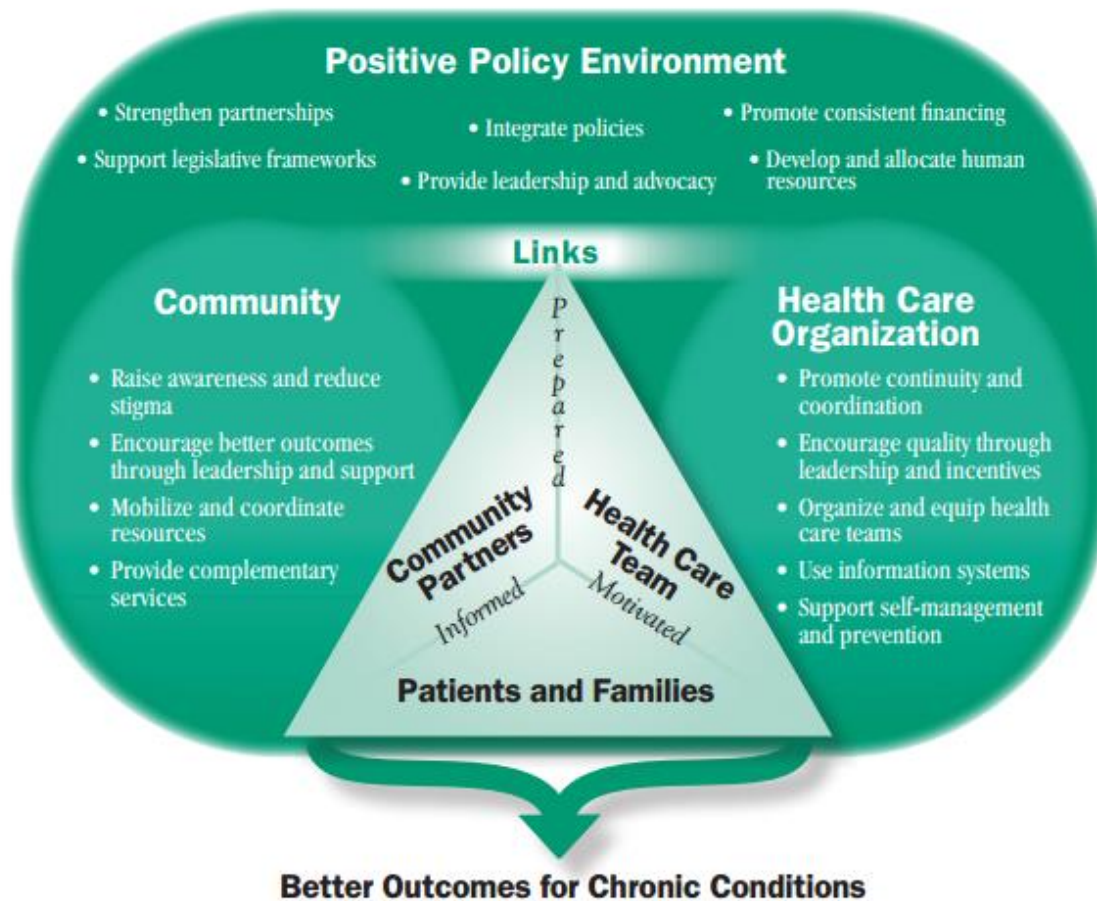 Positive Policy Environment
• Strengthen partnerships
• Support legislative frameworks
• Integrate policies
• Provide leadership and advocacy
• Promote consistent financing
• Develop and allocate human
resources
Links
Community
• Raise awareness and reduce
stigma
• Encourage better outcomes
through leadership and support
• Mobilize and coordinate
resources
• Provide complementary
services
Prepared
Community
Partners
Informed
Health Care
Team
Motivated
Patients and Families
Health Care
Organization
• Promote continuity and
coordination
• Encourage quality through
leadership and incentives
• Organize and equip health
care teams
• Use information systems
• Support self-management
and prevention
Better Outcomes for Chronic Conditions